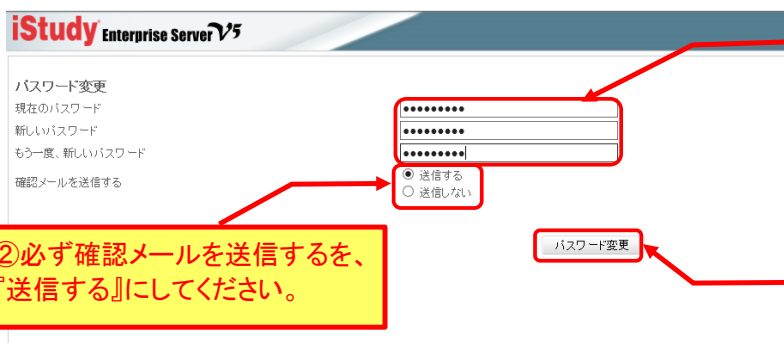 iStudy Enterprise Server V5
パスワード変更
現在のパスワード
•••••••••
新しいパスワード
•••••••••
もう一度、新しいパスワード
•••••••••
確認メールを送信する
送信する
送信しない
パスワード変更
②必ず確認メールを送信するを、
『送信する』にしてください。